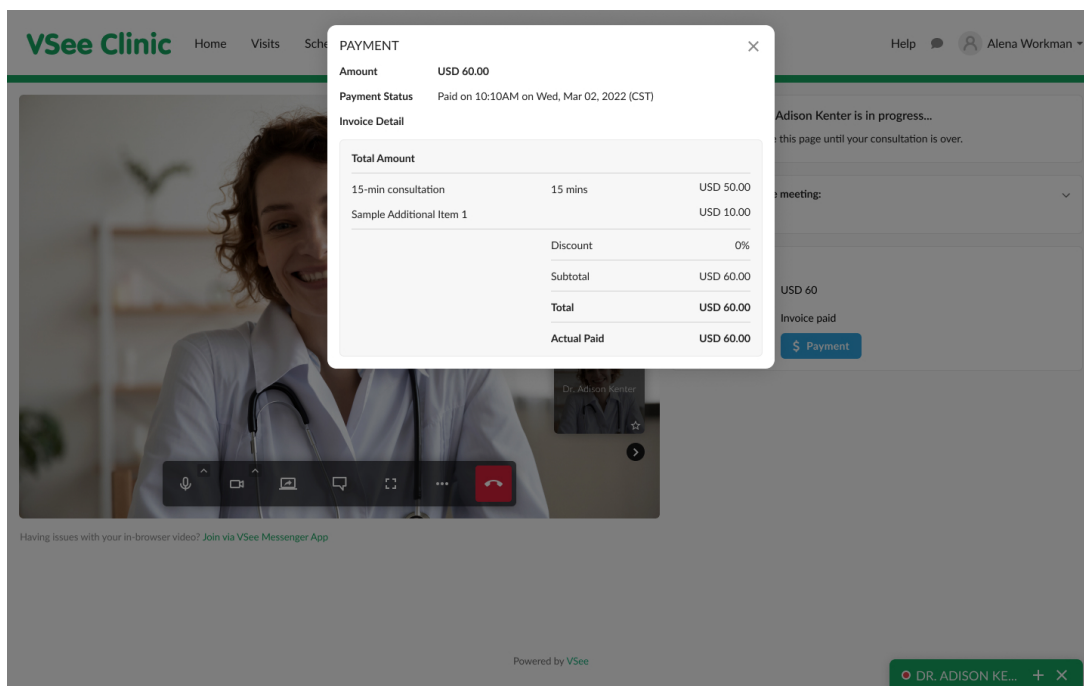 VSee Clinic
Home Visits Sche
Help Alena Workman
PAYMENT
Amount USD 60.00
Payment Status Paid on 10:10AM on Wed, Mar 02, 2022 (CST)
Invoice Detail
Total Amount
15-min consultation 15 mins USD 50.00
Sample Additional Item 1 USD 10.00
Discount 0%
Subtotal USD 60.00
Total USD 60.00
Actual Paid USD 60.00
Adison Kenter is in progress...
this page until your consultation is over.
meeting:
USD 60
Invoice paid
$ Payment
Dr. Adison Kenter
Having issues with your in-browser video? Join via VSee Messenger App
Powered by VSee
DR. ADISON KE...